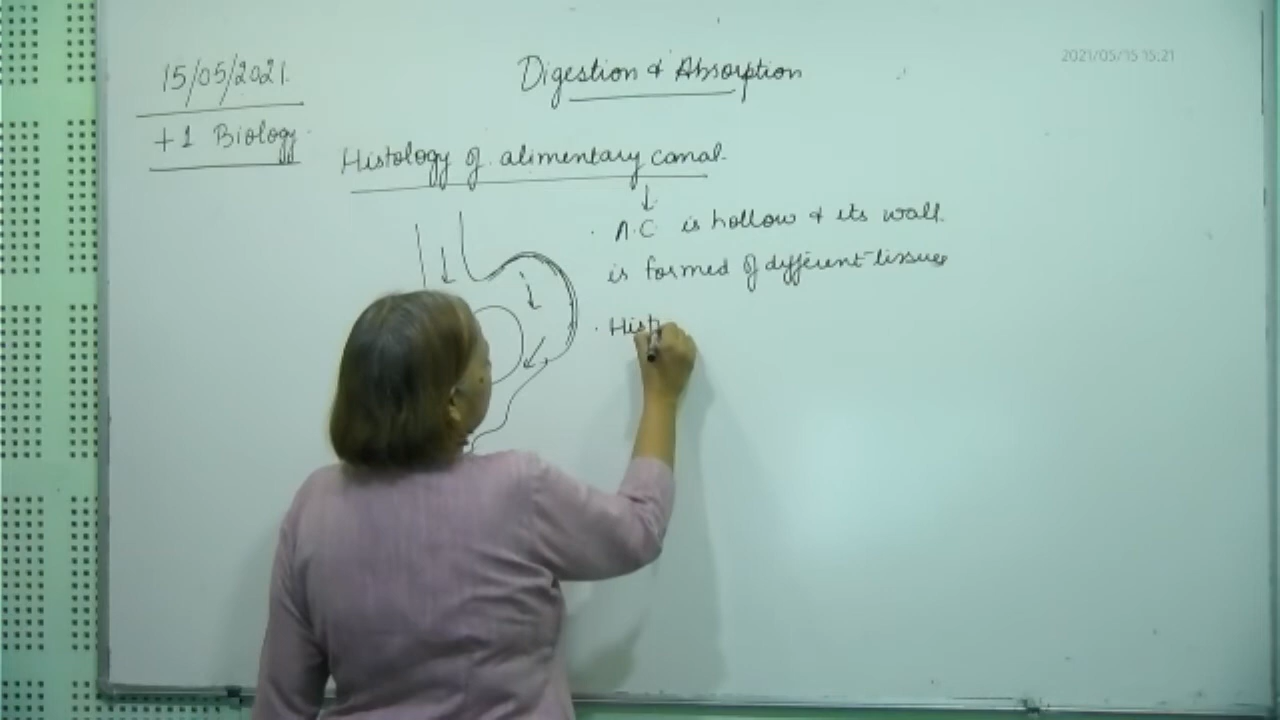 2021/05/15 15:21
15/05/2021.
Digestion & Absorption
+1 Biology.
Histology of alimentary canal.
· A.C is hollow & its wall
is formed of different tissues
· Hist